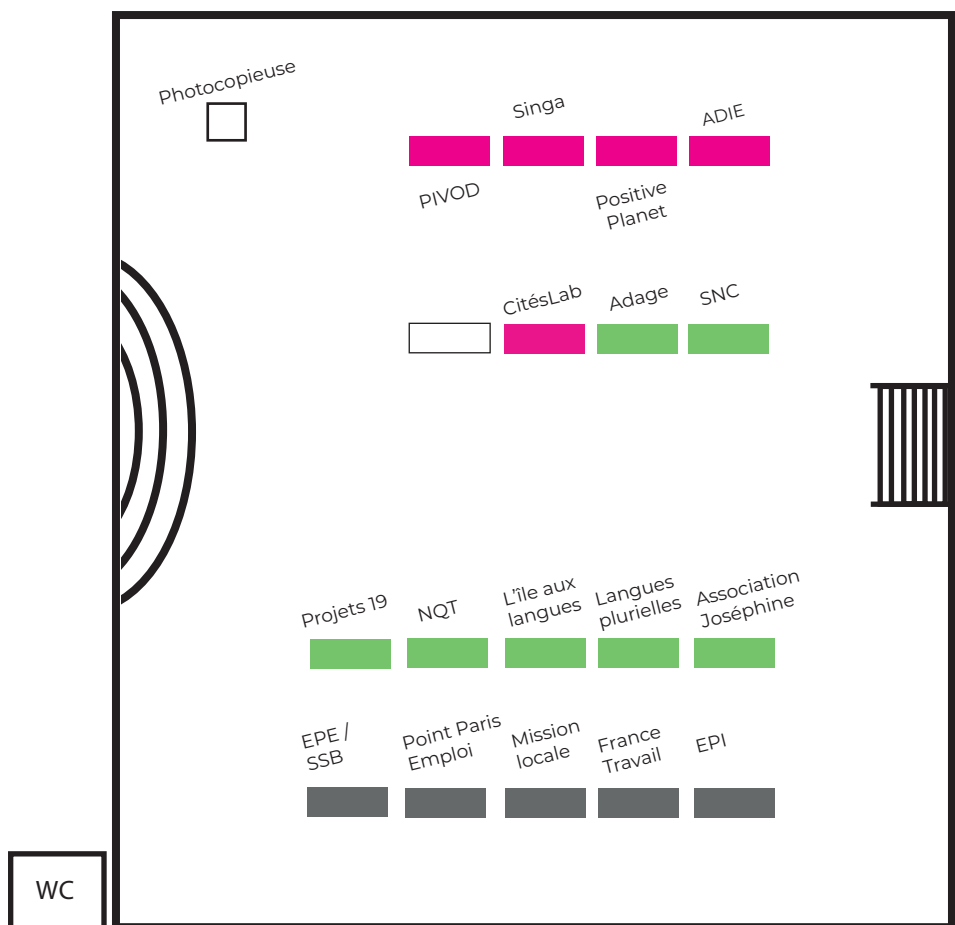 Photocopieuse
Singa
ADIE
PIVOD
Positive
Planet
CitésLab
Adage
SNC
Projets 19
NQT
L'île aux
langues
Langues
plurielles
Association
Joséphine
EPE /
SSB
Point Paris
Emploi
Mission
locale
France
Travail
EPI
WC